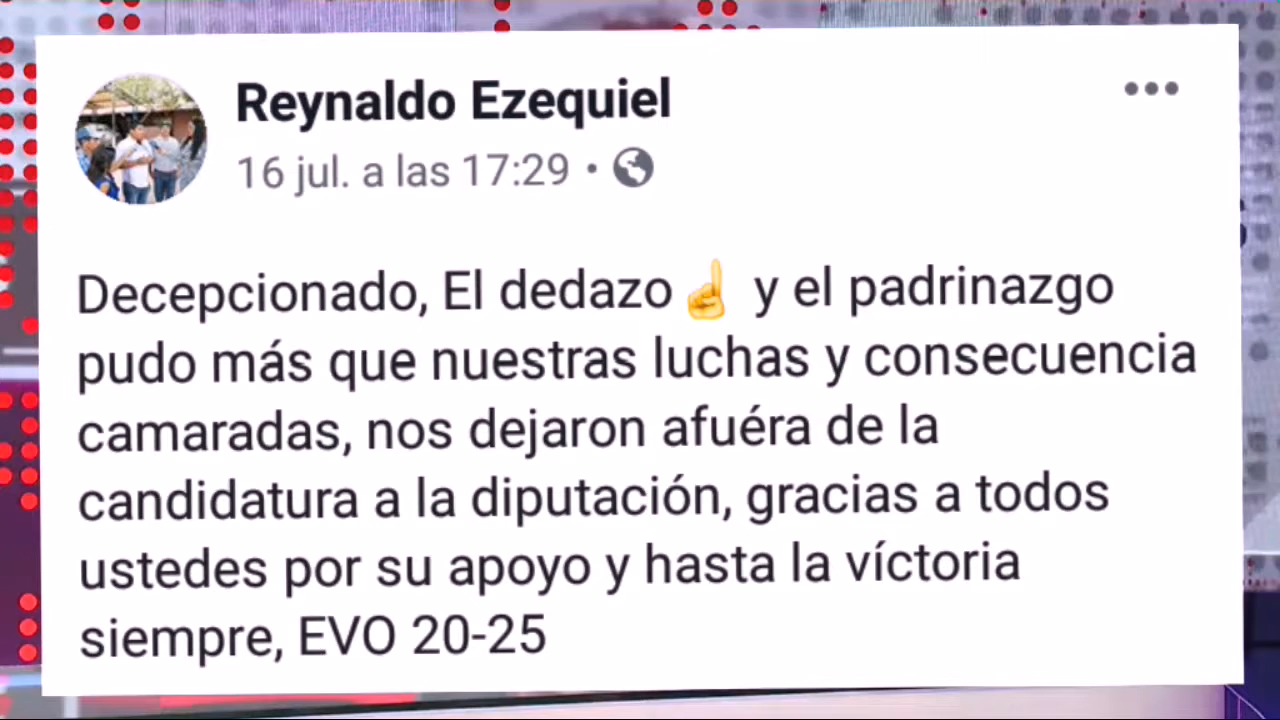 Reynaldo Ezequiel
16 jul. a las 17:29 •
Decepcionado, El dedazo☝️ y el padrinazgo
pudo más que nuestras luchas y consecuencia
camaradas, nos dejaron afuéra de la
candidatura a la diputación, gracias a todos
ustedes por su apoyo y hasta la víctoria
siempre, EVO 20-25